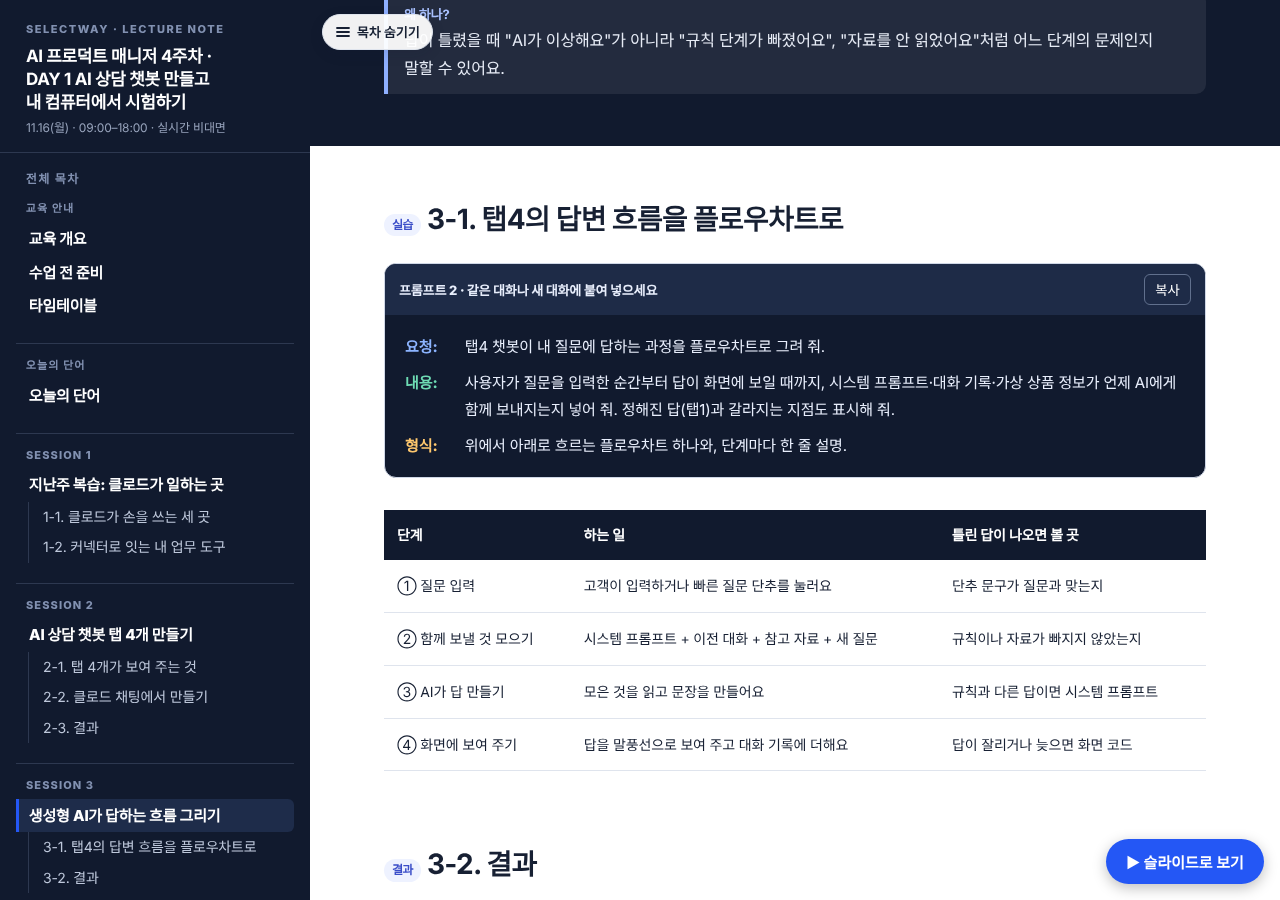 SELECTWAY · LECTURE NOTE
AI 프로덕트 매니저 4주차 ·
DAY 1 AI 상담 챗봇 만들고
내 컴퓨터에서 시험하기
11.16(월) · 09:00–18:00 · 실시간 비대면
전체 목차
교육 안내
교육 개요
수업 전 준비
타임테이블
오늘의 단어
오늘의 단어
SESSION 1
지난주 복습: 클로드가 일하는 곳
1-1. 클로드가 손을 쓰는 세 곳
1-2. 커넥터로 잇는 내 업무 도구
SESSION 2
AI 상담 챗봇 탭 4개 만들기
2-1. 탭 4개가 보여 주는 것
2-2. 클로드 채팅에서 만들기
2-3. 결과
SESSION 3
생성형 AI가 답하는 흐름 그리기
3-1. 탭4의 답변 흐름을 플로우차트로
3-2. 결과
목차 숨기기
왜 하나?
틀렸을 때 "AI가 이상해요"가 아니라 "규칙 단계가 빠졌어요", "자료를 안 읽었어요"처럼 어느 단계의 문제인지
말할 수 있어요.
실습 3-1. 탭4의 답변 흐름을 플로우차트로
프롬프트 2 · 같은 대화나 새 대화에 붙여 넣으세요 복사
요청: 탭4 챗봇이 내 질문에 답하는 과정을 플로우차트로 그려 줘.
내용: 사용자가 질문을 입력한 순간부터 답이 화면에 보일 때까지, 시스템 프롬프트·대화 기록·가상 상품 정보가 언제 AI에게
함께 보내지는지 넣어 줘. 정해진 답(탭1)과 갈라지는 지점도 표시해 줘.
형식: 위에서 아래로 흐르는 플로우차트 하나와, 단계마다 한 줄 설명.
단계 하는 일 틀린 답이 나오면 볼 곳
① 질문 입력 고객이 입력하거나 빠른 질문 단추를 눌러요 단추 문구가 질문과 맞는지
② 함께 보낼 것 모으기 시스템 프롬프트 + 이전 대화 + 참고 자료 + 새 질문 규칙이나 자료가 빠지지 않았는지
③ AI가 답 만들기 모은 것을 읽고 문장을 만들어요 규칙과 다른 답이면 시스템 프롬프트
④ 화면에 보여 주기 답을 말풍선으로 보여 주고 대화 기록에 더해요 답이 잘리거나 늦으면 화면 코드
결과 3-2. 결과
▶ 슬라이드로 보기